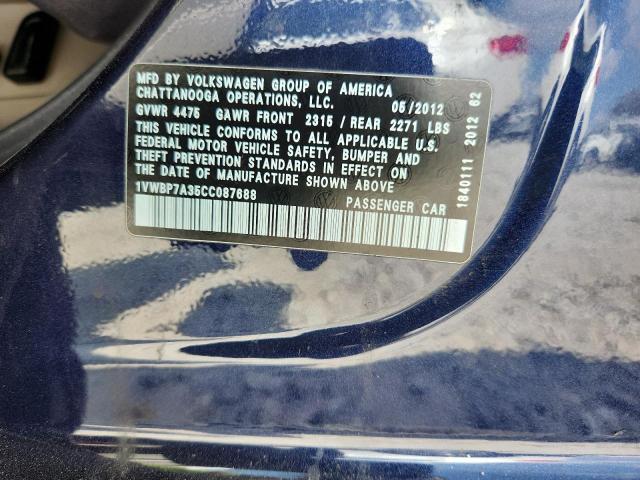 MFD BY VOLKSWAGEN GROUP OF AMERICA
CHATTANOOGA OPERATIONS, LLC. 06/2012
GVWR 4475 GAWR FRONT 2315 / REAR 2271 LBS
THIS VEHICLE CONFORMS TO ALL APPLICABLE U.S.
FEDERAL MOTOR VEHICLE SAFETY, BUMPER AND
THEFT PREVENTION STANDARDS IN EFFECT ON
THE DATE OF MANUFACTURE SHOWN ABOVE
1VWBP7A35CC087688
PASSENGER CAR
1840111 2012 62